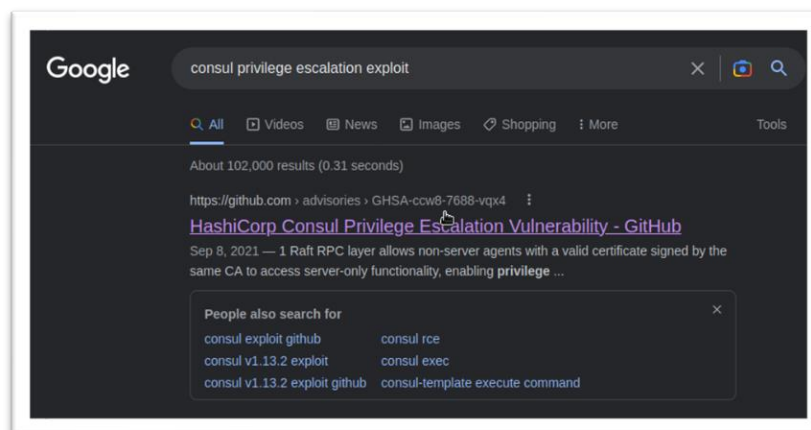 Google
consul privilege escalation exploit
All Videos News Images Shopping More Tools
About 102,000 results (0.31 seconds)
https://github.com › advisories › GHSA-ccw8-7688-vqx4
HashiCorp Consul Privilege Escalation Vulnerability - GitHub
Sep 8, 2021 — 1 Raft RPC layer allows non-server agents with a valid certificate signed by the
same CA to access server-only functionality, enabling privilege ...
People also search for
consul exploit github consul rce
consul v1.13.2 exploit consul exec
consul v1.13.2 exploit github consul-template execute command